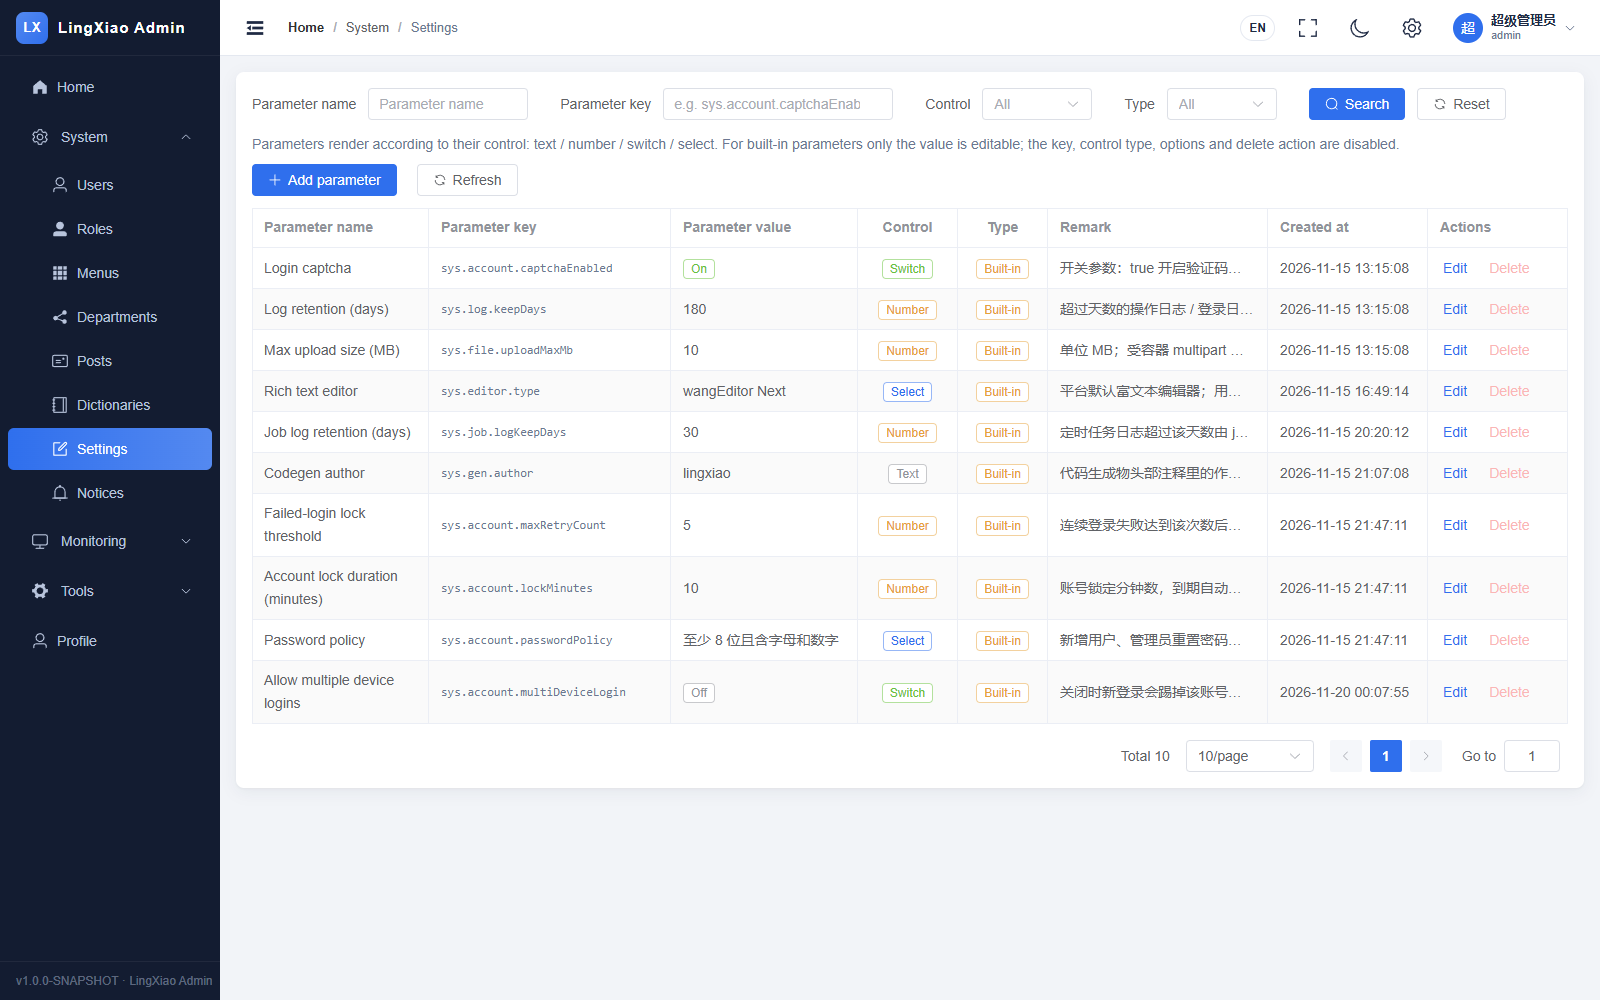 LX LingXiao Admin
Home / System / Settings
EN
超 超级管理员
admin
Home
System
Users
Roles
Menus
Departments
Posts
Dictionaries
Settings
Notices
Monitoring
Tools
Profile
v1.0.0-SNAPSHOT · LingXiao Admin
Parameter name Parameter name Parameter key e.g. sys.account.captchaEnab Control All Type All Search Reset
Parameters render according to their control: text / number / switch / select. For built-in parameters only the value is editable; the key, control type, options and delete action are disabled.
Add parameter Refresh
Parameter name Parameter key Parameter value Control Type Remark Created at Actions
Login captcha sys.account.captchaEnabled On Switch Built-in 开关参数：true 开启验证码... 2026-11-15 13:15:08 Edit Delete
Log retention (days) sys.log.keepDays 180 Number Built-in 超过天数的操作日志 / 登录日... 2026-11-15 13:15:08 Edit Delete
Max upload size (MB) sys.file.uploadMaxMb 10 Number Built-in 单位 MB；受容器 multipart ... 2026-11-15 13:15:08 Edit Delete
Rich text editor sys.editor.type wangEditor Next Select Built-in 平台默认富文本编辑器；用... 2026-11-15 16:49:14 Edit Delete
Job log retention (days) sys.job.logKeepDays 30 Number Built-in 定时任务日志超过该天数由 j... 2026-11-15 20:20:12 Edit Delete
Codegen author sys.gen.author lingxiao Text Built-in 代码生成物头部注释里的作... 2026-11-15 21:07:08 Edit Delete
Failed-login lock
threshold sys.account.maxRetryCount 5 Number Built-in 连续登录失败达到该次数后... 2026-11-15 21:47:11 Edit Delete
Account lock duration
(minutes) sys.account.lockMinutes 10 Number Built-in 账号锁定分钟数，到期自动... 2026-11-15 21:47:11 Edit Delete
Password policy sys.account.passwordPolicy 至少 8 位且含字母和数字 Select Built-in 新增用户、管理员重置密码... 2026-11-15 21:47:11 Edit Delete
Allow multiple device
logins sys.account.multiDeviceLogin Off Switch Built-in 关闭时新登录会踢掉该账号... 2026-11-20 00:07:55 Edit Delete
Total 10 10/page 1 Go to 1